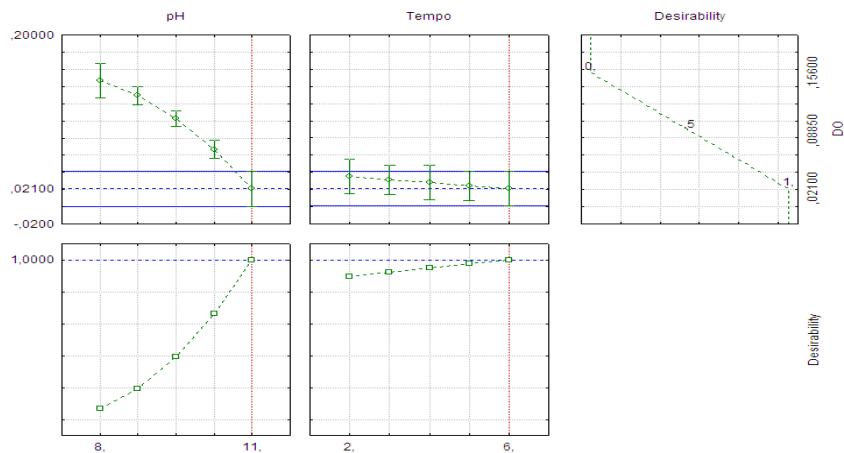 pH
Tempo
Desirability
,20000
,02100
-,0200
0,
,5
1,
,15600
,08850
,02100
D0
1,0000
Desirability
8,
11,
2,
6,